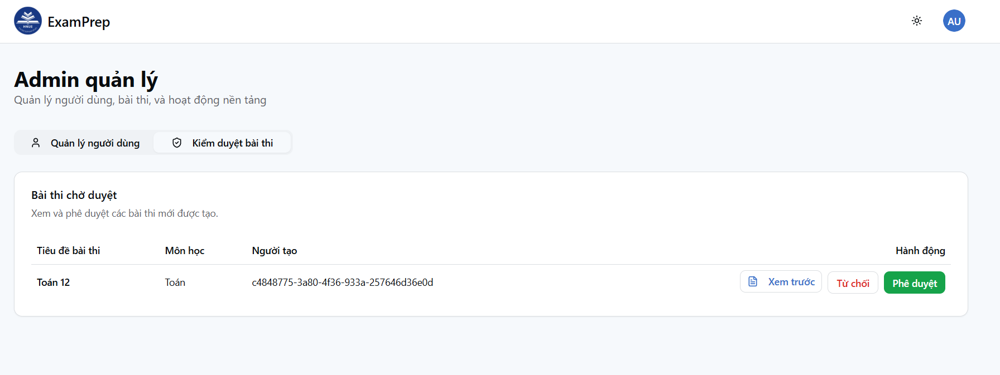 HNUE
ExamPrep
AU
Admin quản lý
Quản lý người dùng, bài thi, và hoạt động nền tảng
Quản lý người dùng
Kiểm duyệt bài thi
Bài thi chờ duyệt
Xem và phê duyệt các bài thi mới được tạo.
Tiêu đề bài thi Môn học Người tạo Hành động
Toán 12 Toán c4848775-3a80-4f36-933a-257646d36e0d Xem trước Từ chối Phê duyệt